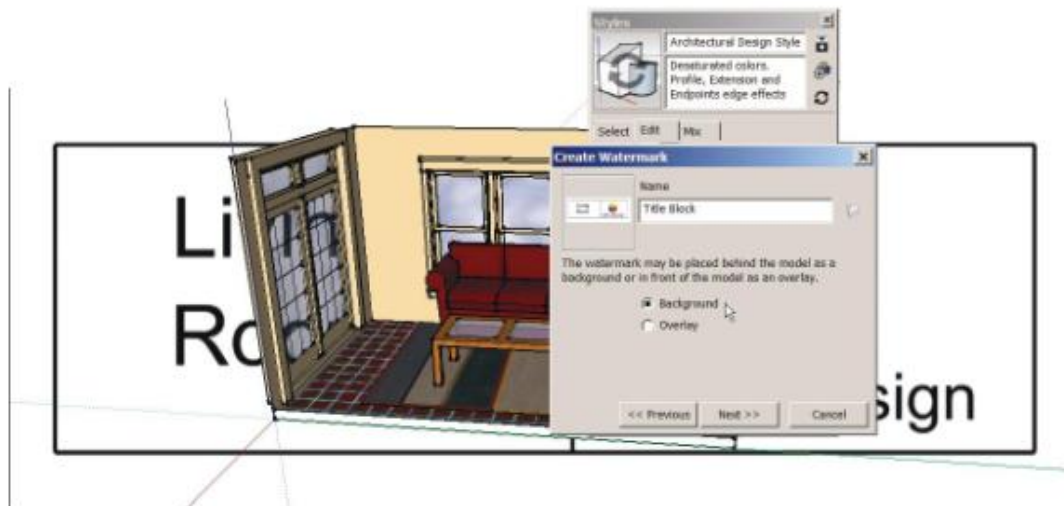 Styles
Architectural Design Style
Desaturated colors.
Profile, Extension and
Endpoints edge effects
Select Edit Mix
Create Watermark
Name
Title Block
The watermark may be placed behind the model as a
background or in front of the model as an overlay.
Background
Overlay
<< Previous Next >> Cancel
Li
Ro
sign